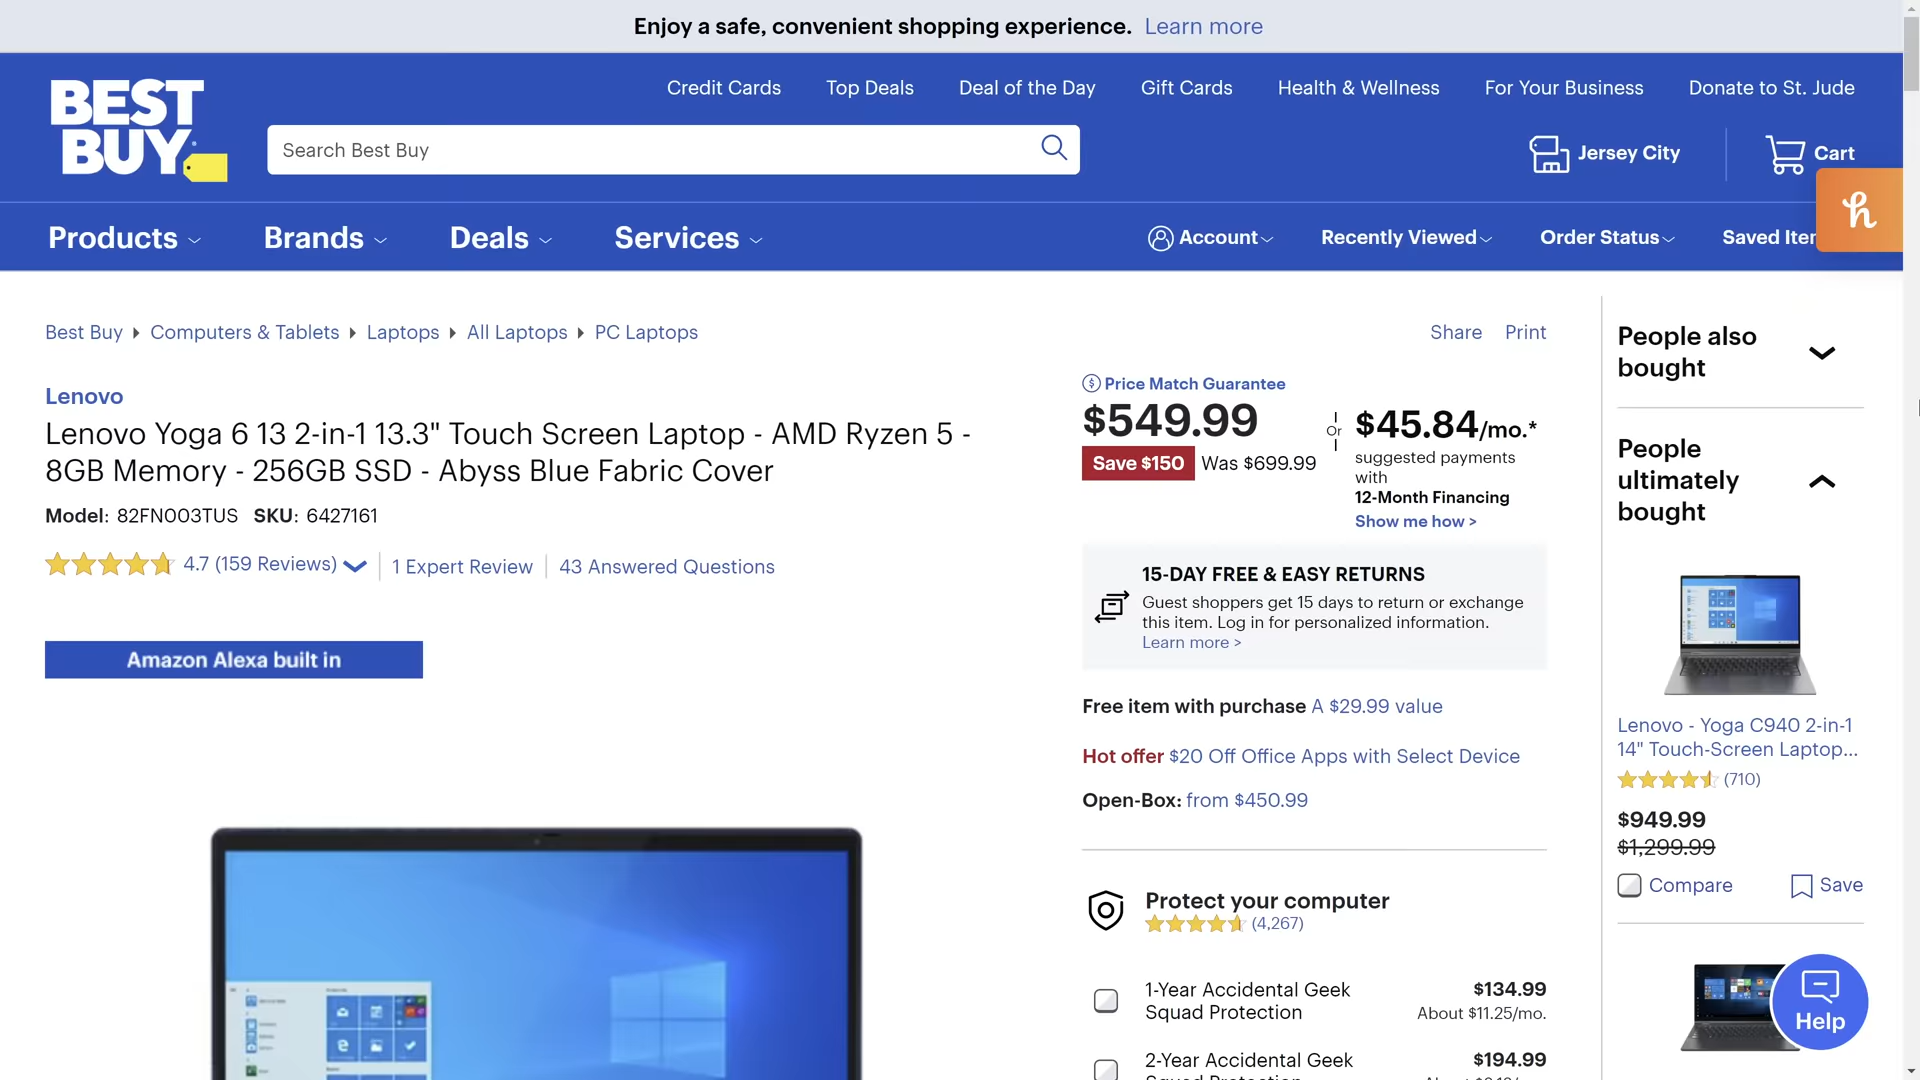 Enjoy a safe, convenient shopping experience. Learn more
BEST
BUY
Credit Cards Top Deals Deal of the Day Gift Cards Health & Wellness For Your Business Donate to St. Jude
Search Best Buy
Jersey City
Cart
h
Products Brands Deals Services
Account Recently Viewed Order Status Saved
Best Buy Computers & Tablets Laptops All Laptops PC Laptops
Share Print
Lenovo
Lenovo Yoga 6 13 2-in-1 13.3" Touch Screen Laptop - AMD Ryzen 5 -
8GB Memory - 256GB SSD - Abyss Blue Fabric Cover
Model: 82FN003TUS SKU: 6427161
4.7 (159 Reviews) 1 Expert Review 43 Answered Questions
Amazon Alexa built in
Price Match Guarantee
$549.99
Save $150 Was $699.99
Or
$45.84/mo.*
suggested payments
with
12-Month Financing
Show me how >
15-DAY FREE & EASY RETURNS
Guest shoppers get 15 days to return or exchange
this item. Log in for personalized information.
Learn more >
Free item with purchase A $29.99 value
Hot offer $20 Off Office Apps with Select Device
Open-Box: from $450.99
Protect your computer
(4,267)
1-Year Accidental Geek
Squad Protection
$134.99
About $11.25/mo.
2-Year Accidental Geek
$194.99
People also
bought
People
ultimately
bought
Lenovo - Yoga C940 2-in-1
14" Touch-Screen Laptop...
(710)
$949.99
$1,299.99
Compare Save
Help